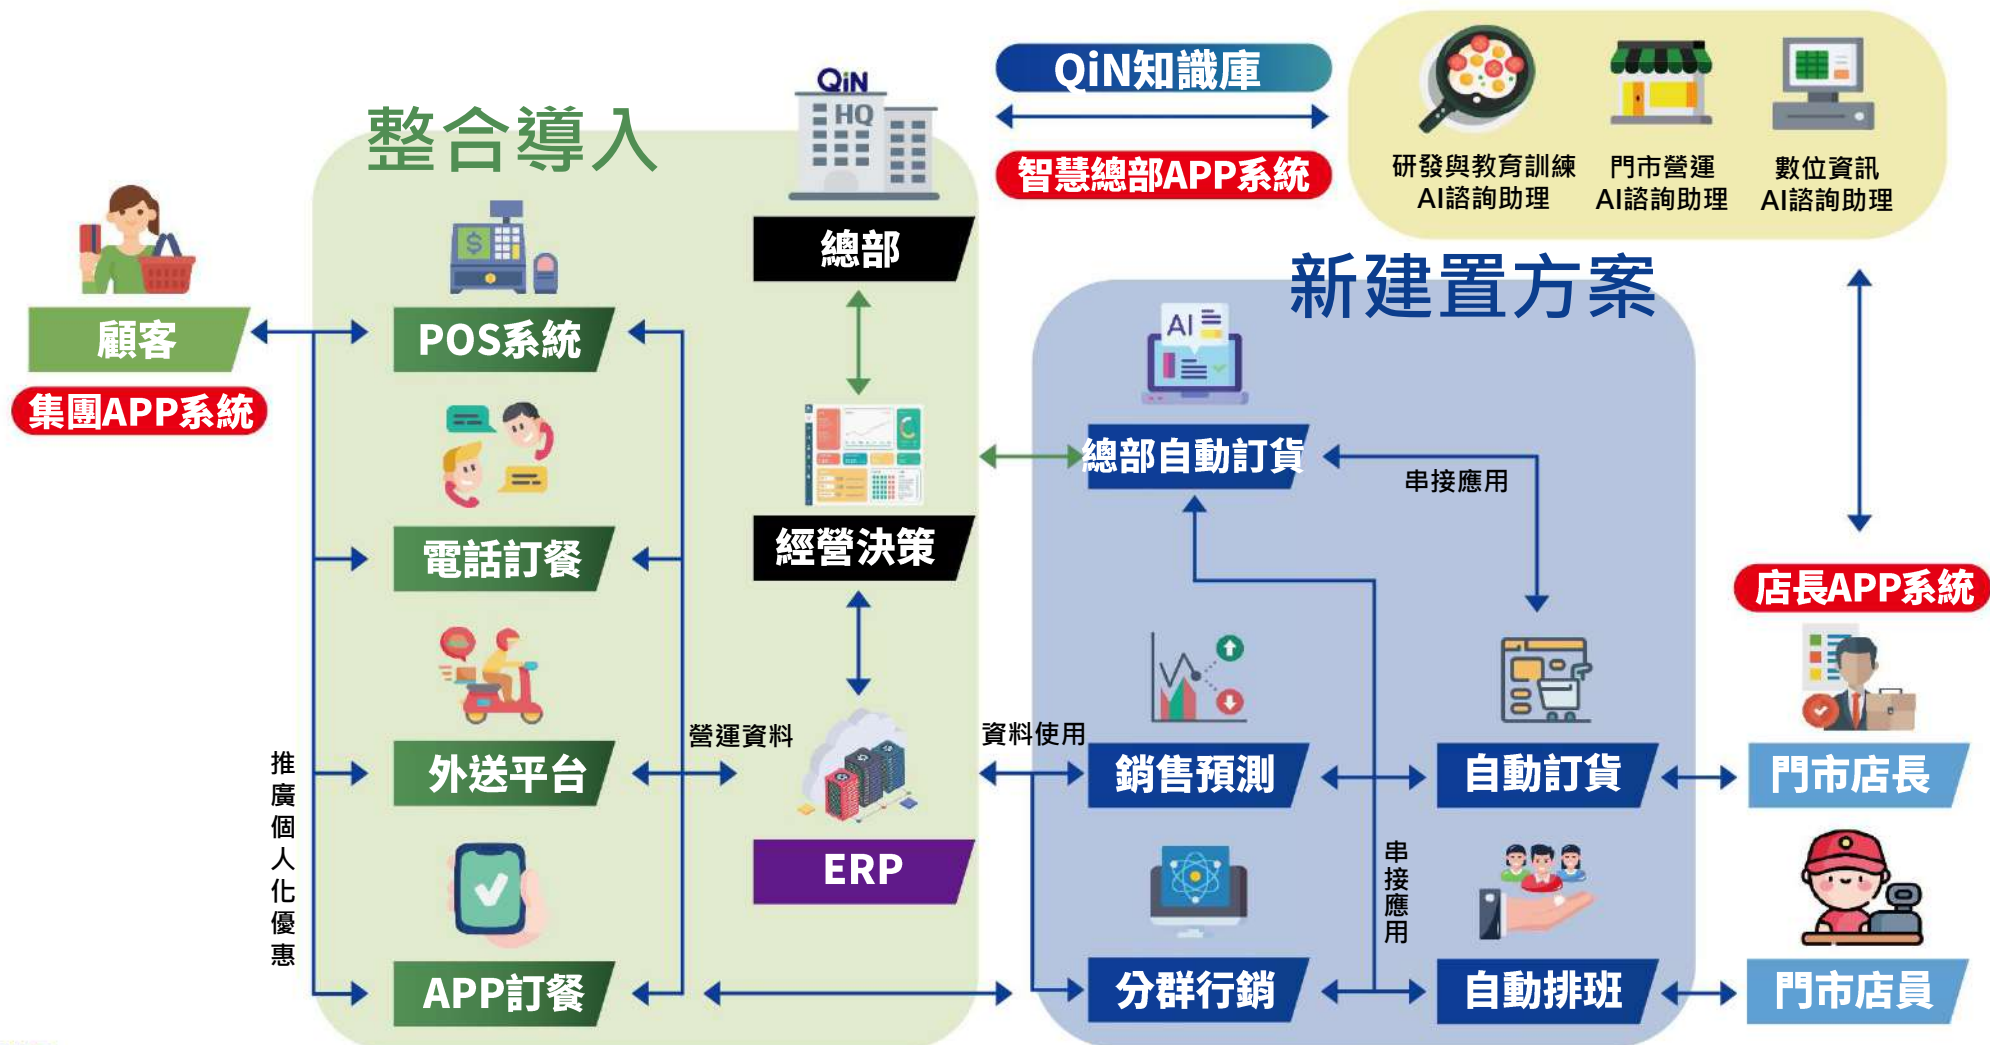 QiN
HQ
整合導入
QiN知識庫
智慧總部APP系統
研發與教育訓練
AI諮詢助理
門市營運
AI諮詢助理
數位資訊
AI諮詢助理
新建置方案
總部
顧客
集團APP系統
POS系統
AI
總部自動訂貨
串接應用
電話訂餐
經營決策
店長APP系統
外送平台
營運資料
資料使用
銷售預測
自動訂貨
門市店長
推廣個人化優惠
ERP
串接應用
APP訂餐
分群行銷
自動排班
門市店員